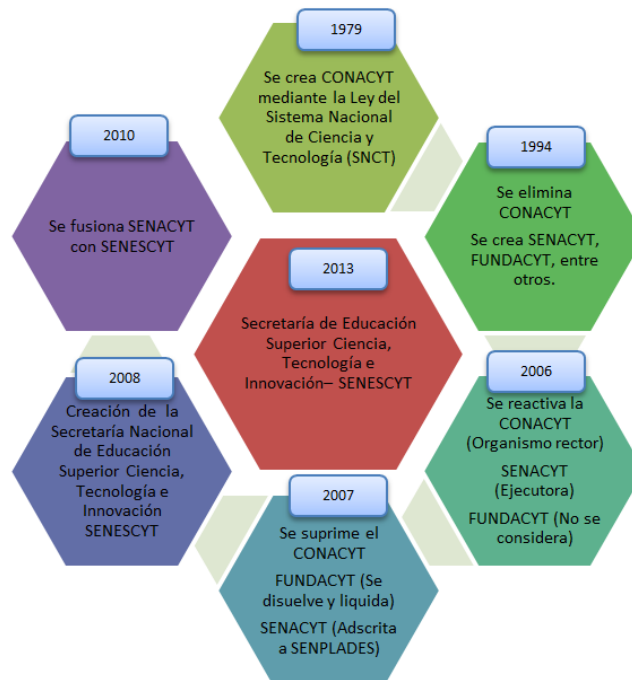 1979
Se crea CONACYT
mediante la Ley del
Sistema Nacional
de Ciencia y
Tecnología (SNCT)
1994
Se elimina
CONACYT
Se crea SENACYT,
FUNDACYT, entre
otros.
2006
Se reactiva la
CONACYT
(Organismo rector)
SENACYT
(Ejecutora)
FUNDACYT (No se
considera)
2007
Se suprime el
CONACYT
FUNDACYT (Se
disuelve y liquida)
SENACYT (Adscrita
a SENPLADES)
2008
Creación de la
Secretaría Nacional
de Educación
Superior Ciencia,
Tecnología e
Innovación
SENESCYT
2010
Se fusiona SENACYT
con SENESCYT
2013
Secretaría de Educación
Superior Ciencia,
Tecnología e
Innovación– SENESCYT